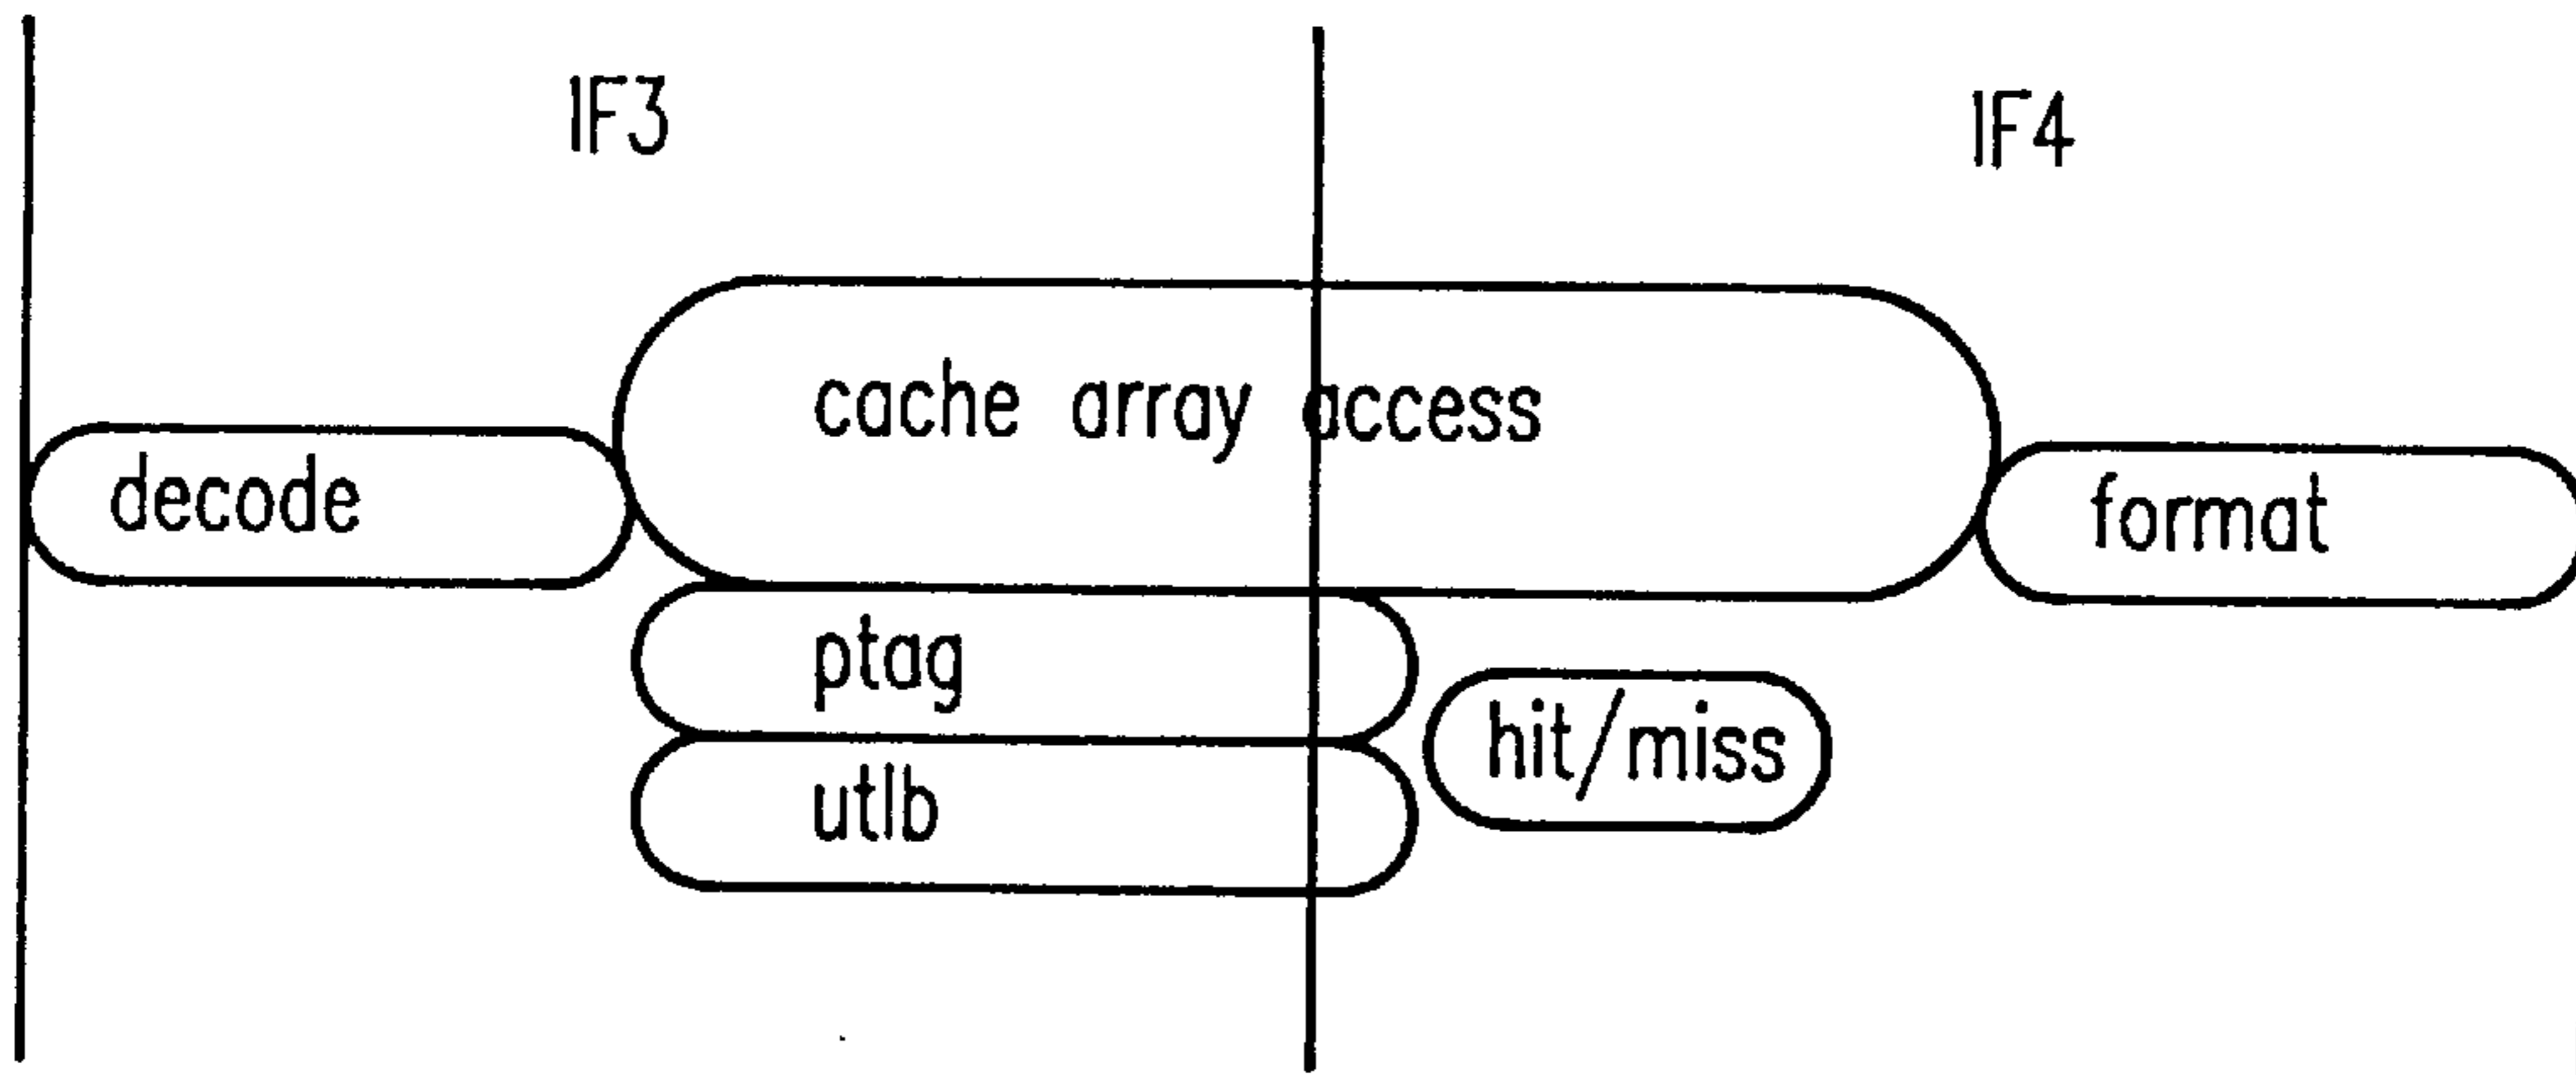 IF3
IF4
cache array access
decode
format
ptag
hit/miss
utlb